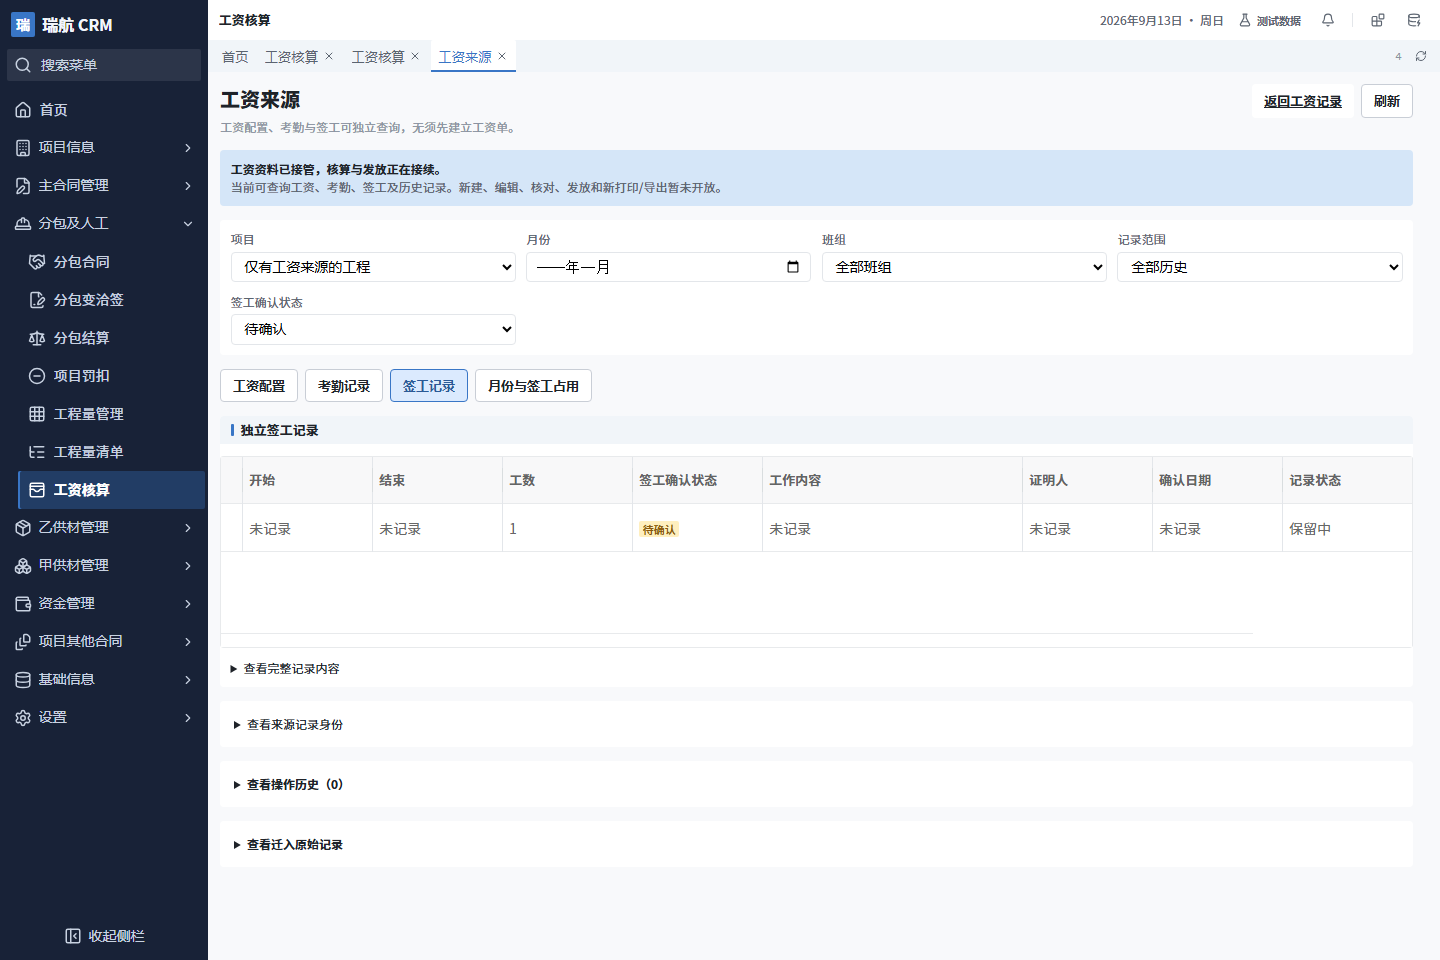 瑞 瑞航 CRM
搜索菜单
首页
项目信息
主合同管理
分包及人工
分包合同
分包变洽签
分包结算
项目罚扣
工程量管理
工程量清单
工资核算
乙供材管理
甲供材管理
资金管理
项目其他合同
基础信息
设置
收起侧栏
工资核算
2026年9月13日 • 周日 测试数据
首页 工资核算 工资核算 工资来源 4
工资来源
返回工资记录 刷新
工资配置、考勤与签工可独立查询，无须先建立工资单。
工资资料已接管，核算与发放正在接续。
当前可查询工资、考勤、签工及历史记录。新建、编辑、核对、发放和新打印/导出暂未开放。
项目 月份 班组 记录范围
仅有工资来源的工程 ----年--月 全部班组 全部历史
签工确认状态
待确认
工资配置 考勤记录 签工记录 月份与签工占用
独立签工记录
开始 结束 工数 签工确认状态 工作内容 证明人 确认日期 记录状态
未记录 未记录 1 待确认 未记录 未记录 未记录 保留中
查看完整记录内容
查看来源记录身份
查看操作历史（0）
查看迁入原始记录